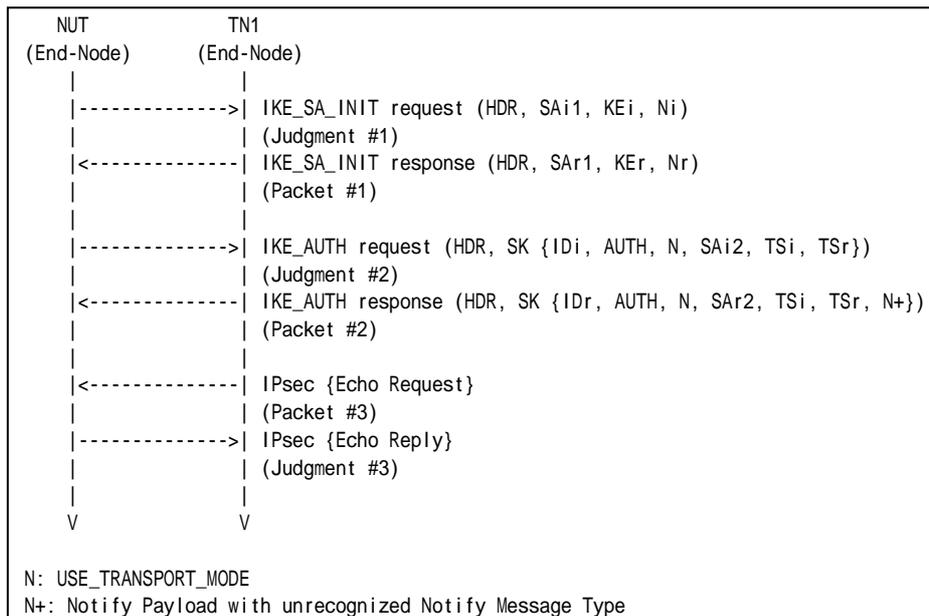 NUT TN1
(End-Node) (End-Node)
| |
|-------------->| IKE_SA_INIT request (HDR, SAi1, KEi, Ni)
| | (Judgment #1)
|<--------------| IKE_SA_INIT response (HDR, SAr1, KEr, Nr)
| | (Packet #1)
| |
|-------------->| IKE_AUTH request (HDR, SK {IDi, AUTH, N, SAi2, TSi, TSr})
| | (Judgment #2)
|<--------------| IKE_AUTH response (HDR, SK {IDr, AUTH, N, SAr2, TSi, TSr, N+})
| | (Packet #2)
| |
|<--------------| IPsec {Echo Request}
| | (Packet #3)
|-------------->| IPsec {Echo Reply}
| | (Judgment #3)
| |
V V
N: USE_TRANSPORT_MODE
N+: Notify Payload with unrecognized Notify Message Type